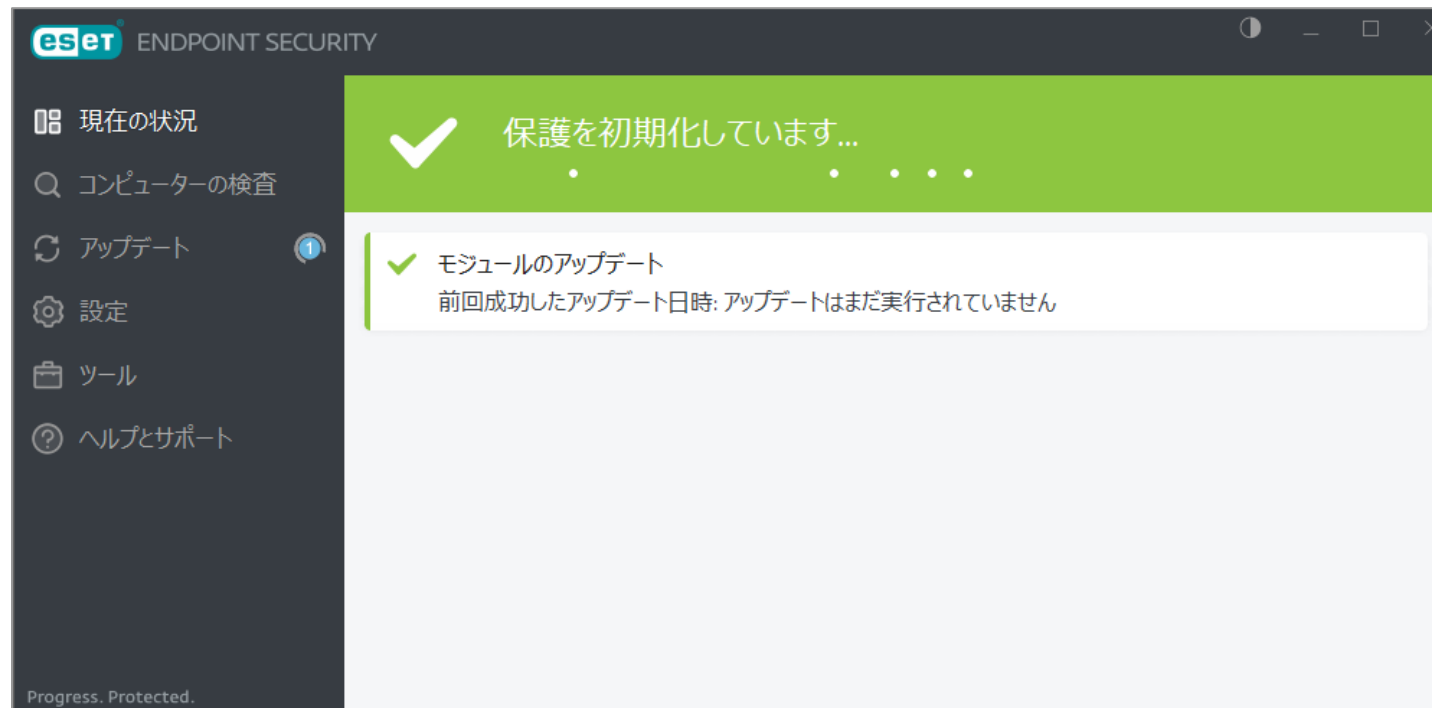 eset ENDPOINT SECURITY
現在の状況
コンピューターの検査
アップデート 1
設定
ツール
ヘルプとサポート
Progress. Protected.
保護を初期化しています...
モジュールのアップデート
前回成功したアップデート日時: アップデートはまだ実行されていません